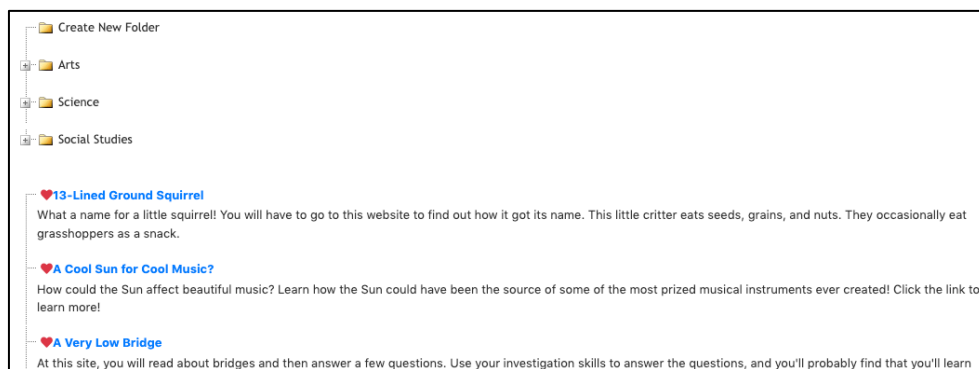 Create New Folder
Arts
Science
Social Studies
13-Lined Ground Squirrel
What a name for a little squirrel! You will have to go to this website to find out how it got its name. This little critter eats seeds, grains, and nuts. They occasionally eat
grasshoppers as a snack.
A Cool Sun for Cool Music?
How could the Sun affect beautiful music? Learn how the Sun could have been the source of some of the most prized musical instruments ever created! Click the link to
learn more!
A Very Low Bridge
At this site, you will read about bridges and then answer a few questions. Use your investigation skills to answer the questions, and you'll probably find that you'll learn